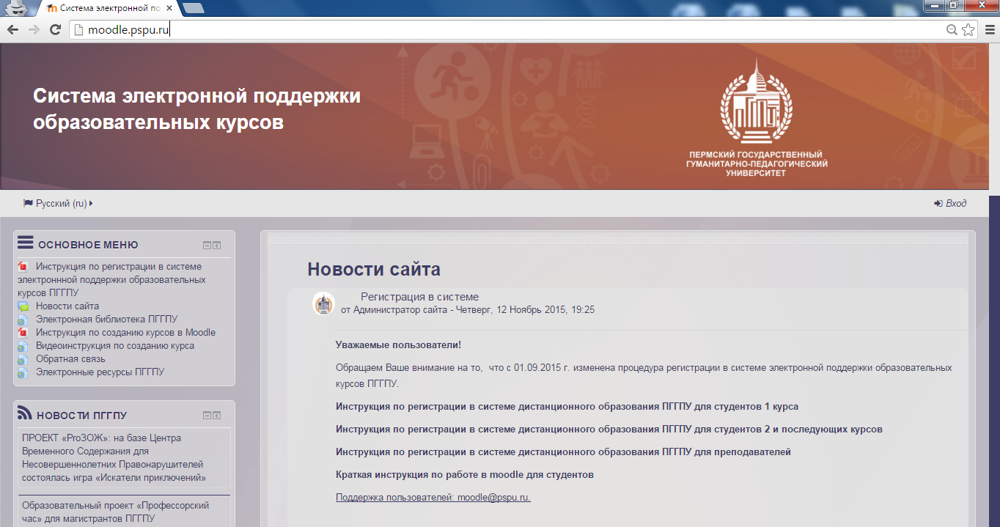 Система электронной по
moodle.pspu.ru
Система электронной поддержки
образовательных курсов
ПЕРМСКИЙ ГОСУДАРСТВЕННЫЙ
ГУМАНИТАРНО-ПЕДАГОГИЧЕСКИЙ
УНИВЕРСИТЕТ
Русский (ru)
Вход
ОСНОВНОЕ МЕНЮ
Инструкция по регистрации в системе
электроннной поддержки образовательных
курсов ПГГПУ
Новости сайта
Электронная библиотека ПГГПУ
Инструкция по созданию курсов в Moodle
Видеоинструкция по созданию курса
Обратная связь
Электронные ресурсы ПГГПУ
НОВОСТИ ПГГПУ
ПРОЕКТ «ProЗОЖ»: на базе Центра
Временного Содержания для
Несовершеннолетних Правонарушителей
состоялась игра «Искатели приключений»
Образовательный проект «Профессорский
час» для магистрантов ПГГПУ
Новости сайта
Регистрация в системе
от Администратор сайта - Четверг, 12 Ноябрь 2015, 19:25
Уважаемые пользователи!
Обращаем Ваше внимание на то, что с 01.09.2015 г. изменена процедура регистрации в системе электронной поддержки образовательных
курсов ПГГПУ.
Инструкция по регистрации в системе дистанционного образования ПГГПУ для студентов 1 курса
Инструкция по регистрации в системе дистанционного образования ПГГПУ для студентов 2 и последующих курсов
Инструкция по регистрации в системе дистанционного образования ПГГПУ для преподавателей
Краткая инструкция по работе в moodle для студентов
Поддержка пользователей: moodle@pspu.ru.